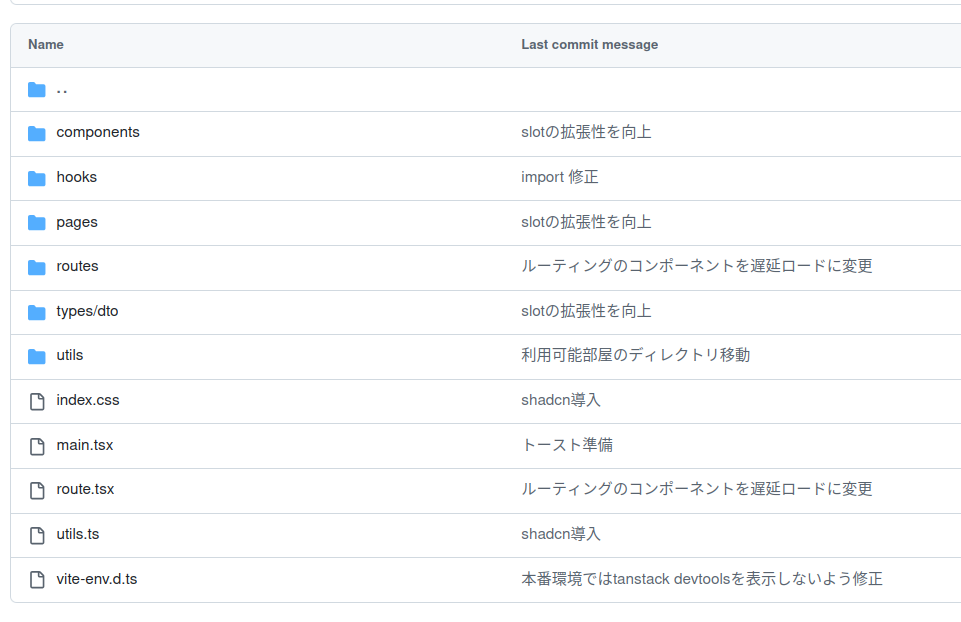 Name Last commit message
..
components slotの拡張性を向上
hooks import 修正
pages slotの拡張性を向上
routes ルーティングのコンポーネントを遅延ロードに変更
types/dto slotの拡張性を向上
utils 利用可能部屋のディレクトリ移動
index.css shadcn導入
main.tsx トースト準備
route.tsx ルーティングのコンポーネントを遅延ロードに変更
utils.ts shadcn導入
vite-env.d.ts 本番環境ではtanstack devtoolsを表示しないよう修正